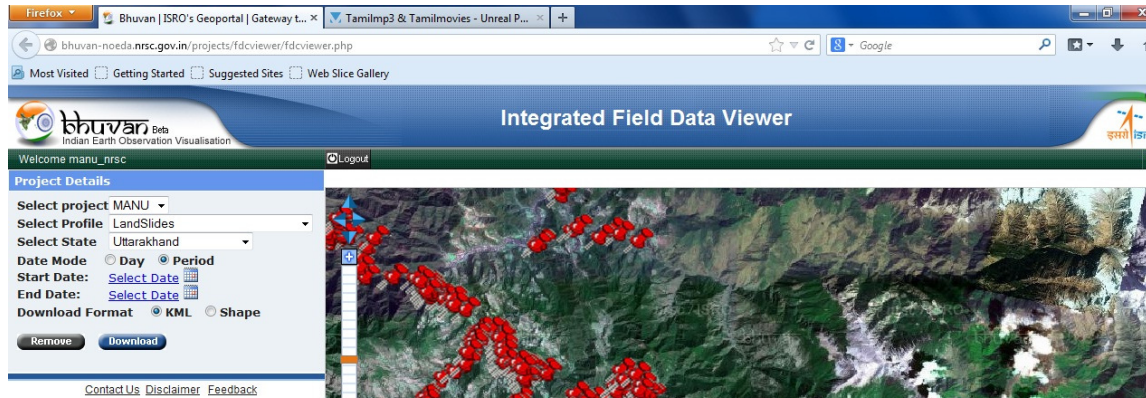 Firefox
Bhuvan | ISRO's Geoportal | Gateway t...
Tamilmp3 & Tamilmovies - Unreal P...
bhuvan-noeda.nrsc.gov.in/projects/fdcviewer/fdcviewer.php
Google
Most Visited Getting Started Suggested Sites Web Slice Gallery
bhuvan Beta
Indian Earth Observation Visualisation
Integrated Field Data Viewer
इसरो
Welcome manu_nrsc
Logout
Project Details
Select project MANU
Select Profile LandSlides
Select State Uttarakhand
Date Mode Day Period
Start Date: Select Date
End Date: Select Date
Download Format KML Shape
Remove Download
Contact Us Disclaimer Feedback